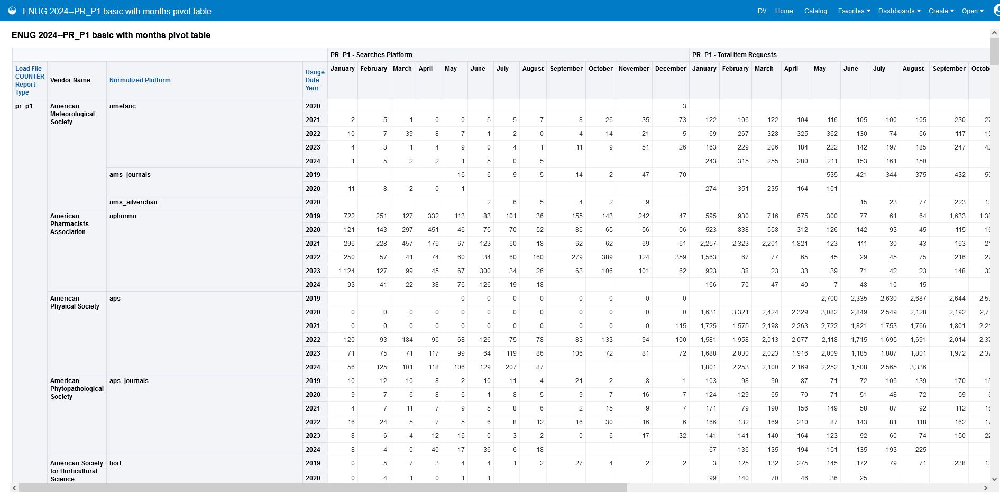 ENUG 2024--PR_P1 basic with months pivot table
DV Home Catalog Favorites Dashboards Create Open
ENUG 2024--PR_P1 basic with months pivot table
PR_P1 - Searches Platform PR_P1 - Total Item Requests
Load File COUNTER Report Type Vendor Name Normalized Platform Usage Date Year January February March April May June July August September October November December January February March April May June July August September
pr_p1 American Meteorological Society ametsoc 2020 3
2021 2 5 1 0 0 5 5 7 8 26 35 73 122 106 122 104 116 105 100 105 230
2022 10 7 39 8 7 1 2 0 4 14 21 5 69 267 328 325 362 130 74 66 117
2023 4 3 1 4 9 0 4 1 11 9 51 26 163 229 206 184 222 142 197 185 247
2024 1 5 2 2 1 5 0 5 243 315 255 280 211 153 161 150
ams_journals 2019 16 6 9 5 14 2 47 70 535 421 344 375 432
2020 11 8 2 0 1 274 351 235 164 101
ams_silverchair 2020 2 6 5 4 2 9 15 23 77 223
American Pharmacists Association apharma 2019 722 251 127 332 113 83 101 36 155 143 242 47 595 930 716 675 300 77 61 64 1,633
2020 121 143 297 451 46 75 70 52 86 65 56 56 523 838 558 312 126 142 93 45 115
2021 296 228 457 176 67 123 60 18 62 62 69 61 2,257 2,323 2,201 1,821 123 111 30 43 163
2022 250 57 41 74 60 34 60 160 279 389 124 359 1,563 67 77 65 45 29 45 75 216
2023 1,124 127 99 45 67 300 34 26 63 106 101 62 923 38 23 33 39 71 42 23 148
2024 93 41 22 38 76 126 19 18 166 70 47 40 7 48 10 15
American Physical Society aps 2019 0 0 0 0 0 0 0 0 2,700 2,335 2,630 2,687 2,644
2020 0 0 0 0 0 0 0 0 0 0 0 0 1,631 3,321 2,424 2,329 3,082 2,849 2,549 2,128 2,192
2021 0 0 0 0 0 0 0 0 0 0 0 115 1,725 1,575 2,198 2,263 2,722 1,821 1,753 1,766 1,801
2022 120 93 184 96 68 126 75 78 83 133 94 100 1,581 1,958 2,013 2,077 2,118 1,715 1,695 1,691 2,014
2023 71 75 71 117 99 64 119 86 106 72 81 72 1,688 2,030 2,023 1,916 2,009 1,185 1,887 1,801 1,972
2024 56 125 101 118 106 129 207 87 1,801 2,253 2,100 2,169 2,252 1,508 2,565 3,336
American Phytopathological Society aps_journals 2019 10 12 10 8 2 10 11 4 21 2 8 1 103 98 90 87 71 72 106 139 170
2020 9 7 6 8 6 1 8 5 9 7 16 7 124 129 65 70 71 51 48 72 59
2021 4 7 11 7 9 5 8 6 2 15 9 7 171 79 190 156 149 58 87 92 112
2022 16 24 5 7 5 6 8 12 16 30 16 6 166 132 169 210 87 143 81 118 162
2023 8 6 4 12 16 0 3 2 0 6 17 32 141 141 140 164 123 92 60 74 150
2024 8 4 0 40 17 36 6 18 67 136 135 194 151 135 193 225
American Society for Horticultural Science hort 2019 0 5 7 3 4 4 1 2 27 4 2 2 3 125 132 275 145 172 79 71 238
2020 0 4 1 0 1 1 99 140 70 46 36 25